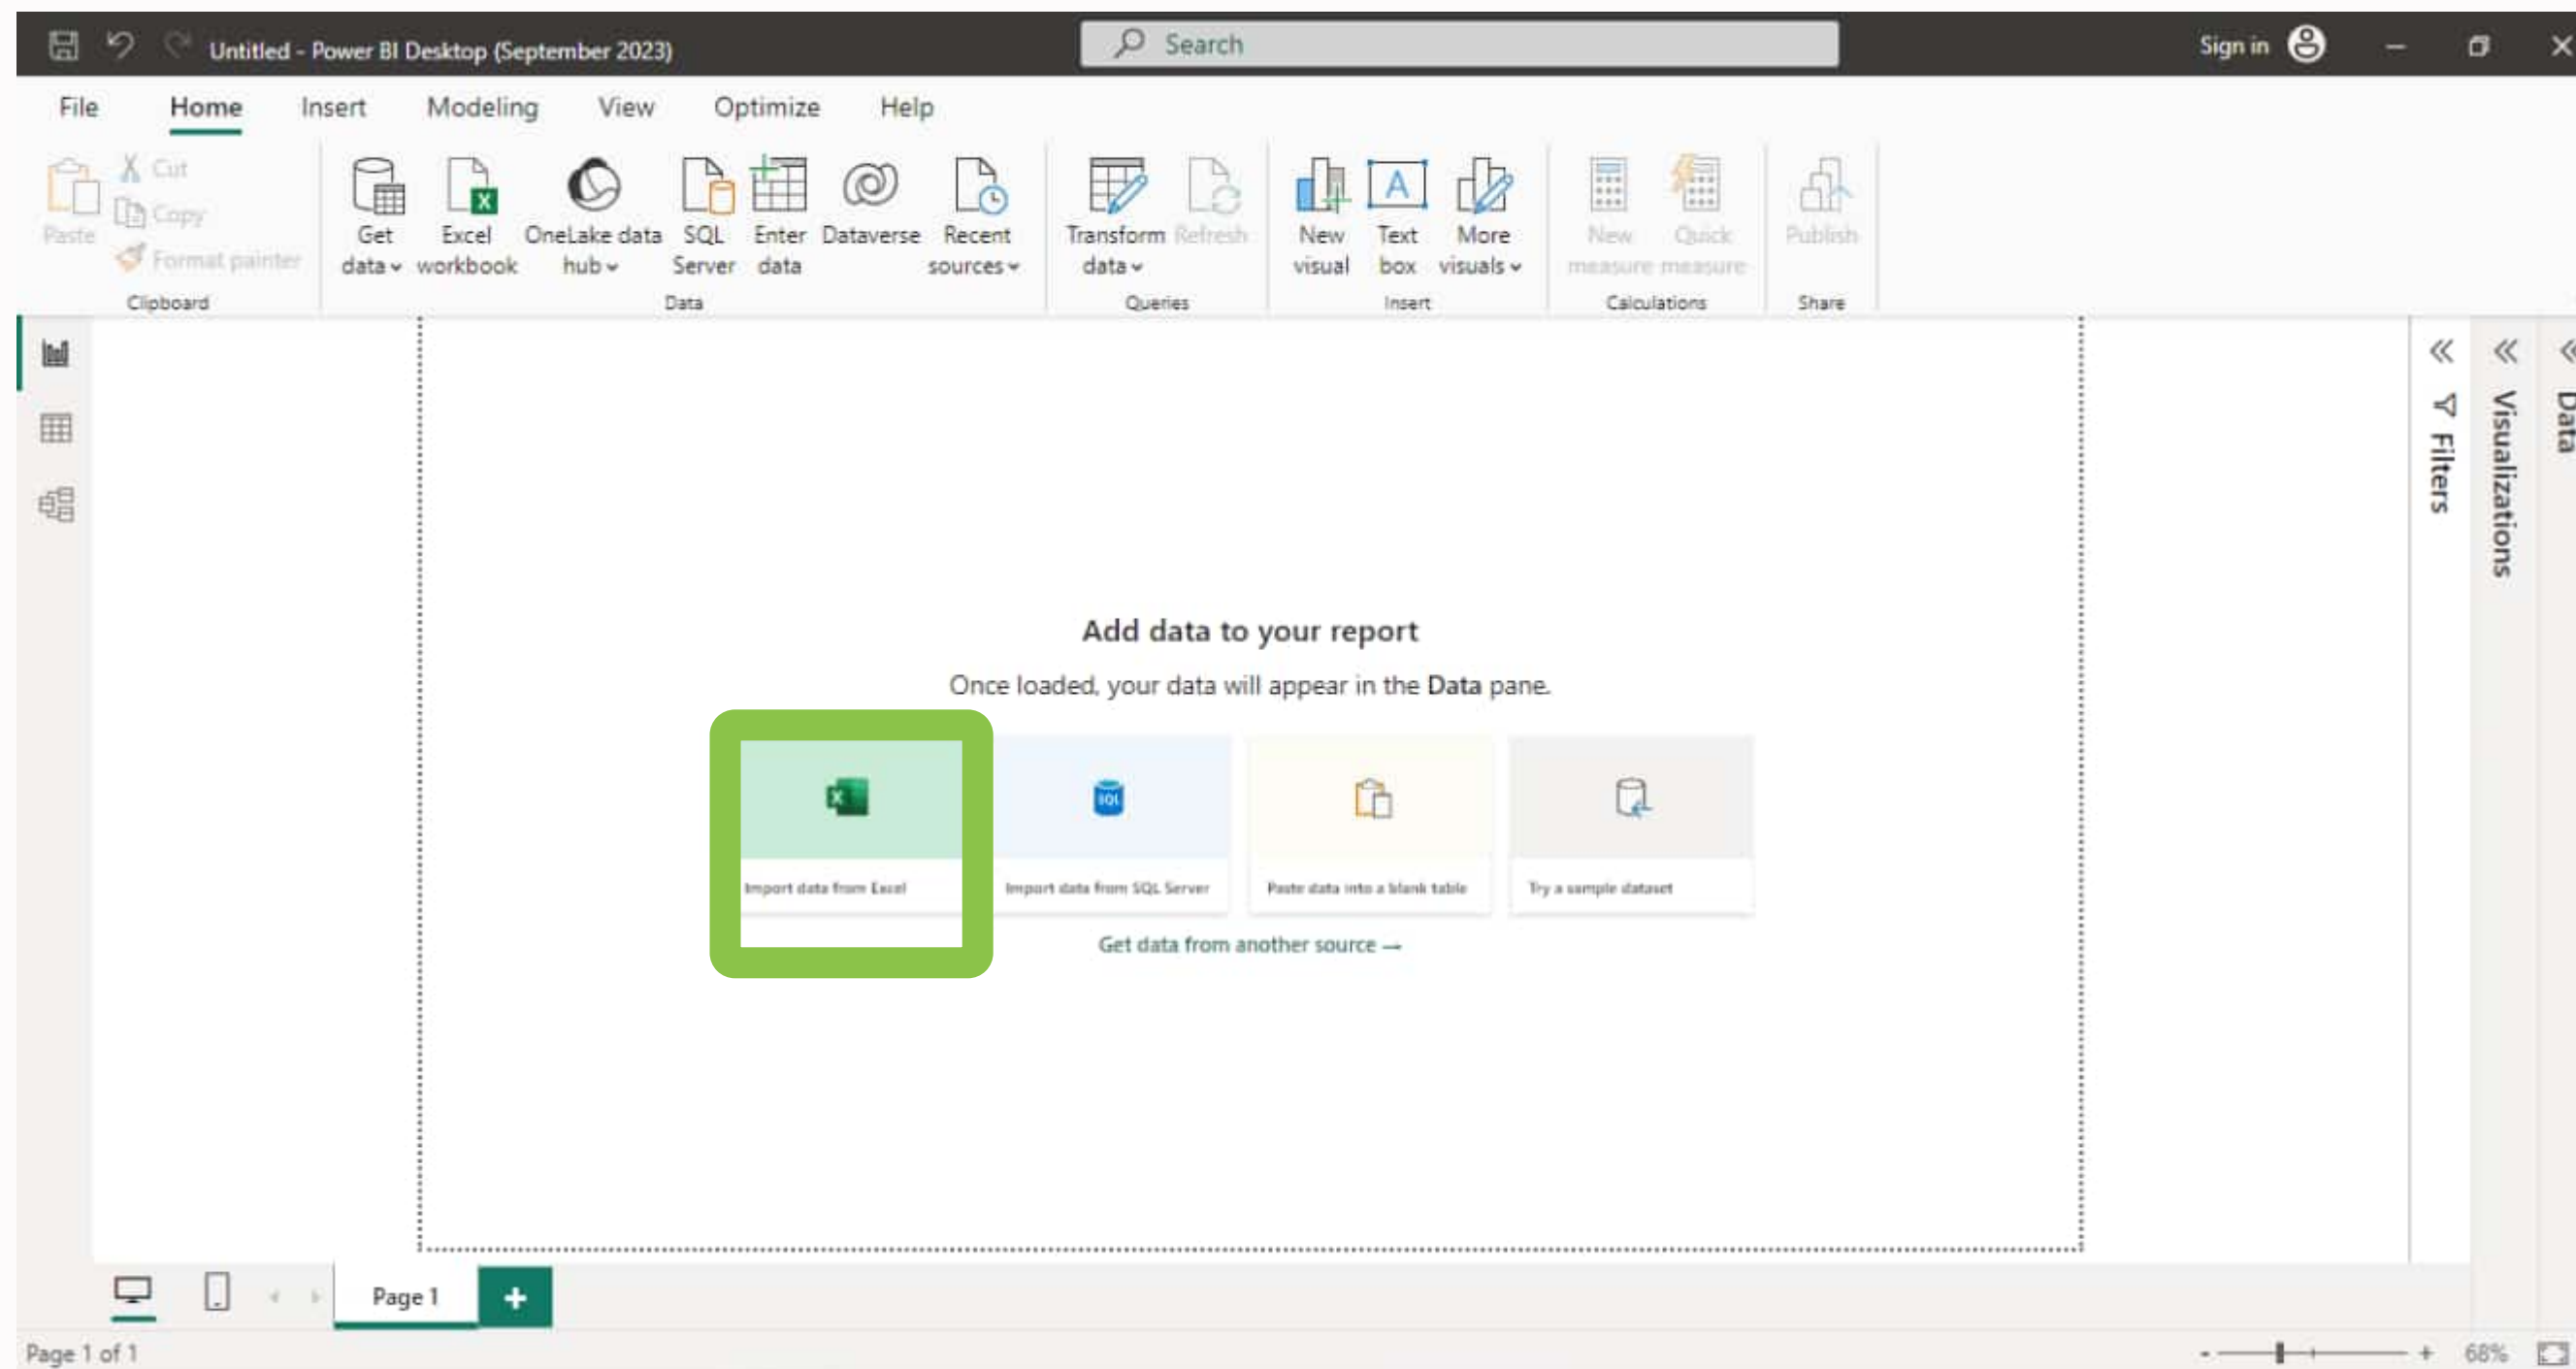 Untitled - Power BI Desktop (September 2023)
Search
Sign in
File Home Insert Modeling View Optimize Help
Paste
Cut
Copy
Format painter
Clipboard
Get data
Excel workbook
OneLake data hub
SQL Server
Enter data
Dataverse
Recent sources
Data
Transform data
Refresh
Queries
New visual
Text box
More visuals
Insert
New measure
Quick measure
Calculations
Publish
Share
Filters
Visualizations
Data
Add data to your report
Once loaded, your data will appear in the Data pane.
Import data from Excel
Import data from SQL Server
Paste data into a blank table
Try a sample dataset
Get data from another source →
Page 1
Page 1 of 1
68%